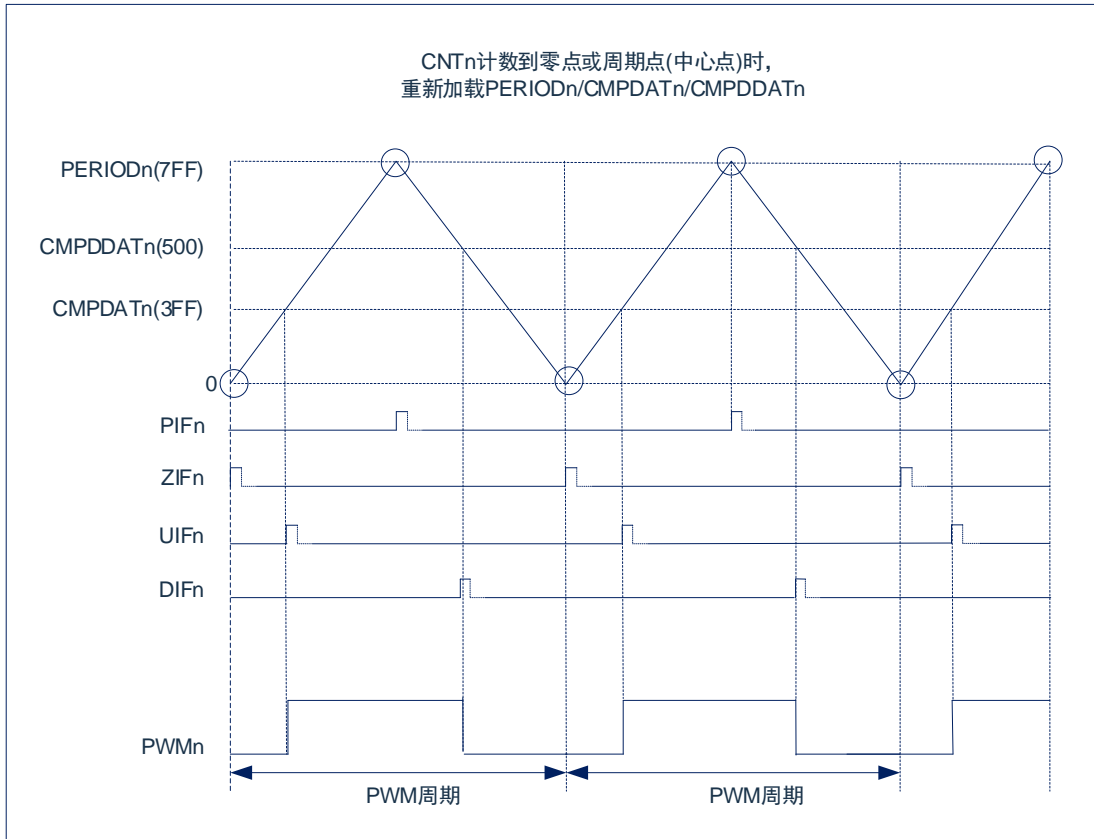 CNTn计数到零点或周期点(中心点)时,
重新加载PERIODn/CMPDATn/CMPDDATn
PERIODn(7FF)
CMPDDATn(500)
CMPDATn(3FF)
0
PIFn
ZIFn
UIFn
DIFn
PWMn
PWM周期
PWM周期